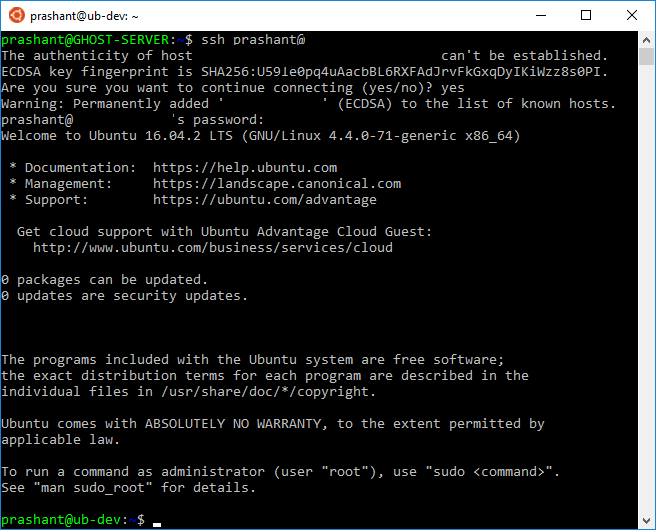 prashant@ub-dev: ~
prashant@GHOST-SERVER:~$ ssh prashant@
The authenticity of host can't be established.
ECDSA key fingerprint is SHA256:U59le0pq4uAacbBL6RXFAdJrvFkGxqDyIKiWzz8s0PI.
Are you sure you want to continue connecting (yes/no)? yes
Warning: Permanently added ' ' (ECDSA) to the list of known hosts.
prashant@ 's password:
Welcome to Ubuntu 16.04.2 LTS (GNU/Linux 4.4.0-71-generic x86_64)
* Documentation: https://help.ubuntu.com
* Management: https://landscape.canonical.com
* Support: https://ubuntu.com/advantage
Get cloud support with Ubuntu Advantage Cloud Guest:
http://www.ubuntu.com/business/services/cloud
0 packages can be updated.
0 updates are security updates.
The programs included with the Ubuntu system are free software;
the exact distribution terms for each program are described in the
individual files in /usr/share/doc/*/copyright.
Ubuntu comes with ABSOLUTELY NO WARRANTY, to the extent permitted by
applicable law.
To run a command as administrator (user "root"), use "sudo <command>".
See "man sudo_root" for details.
prashant@ub-dev:~$